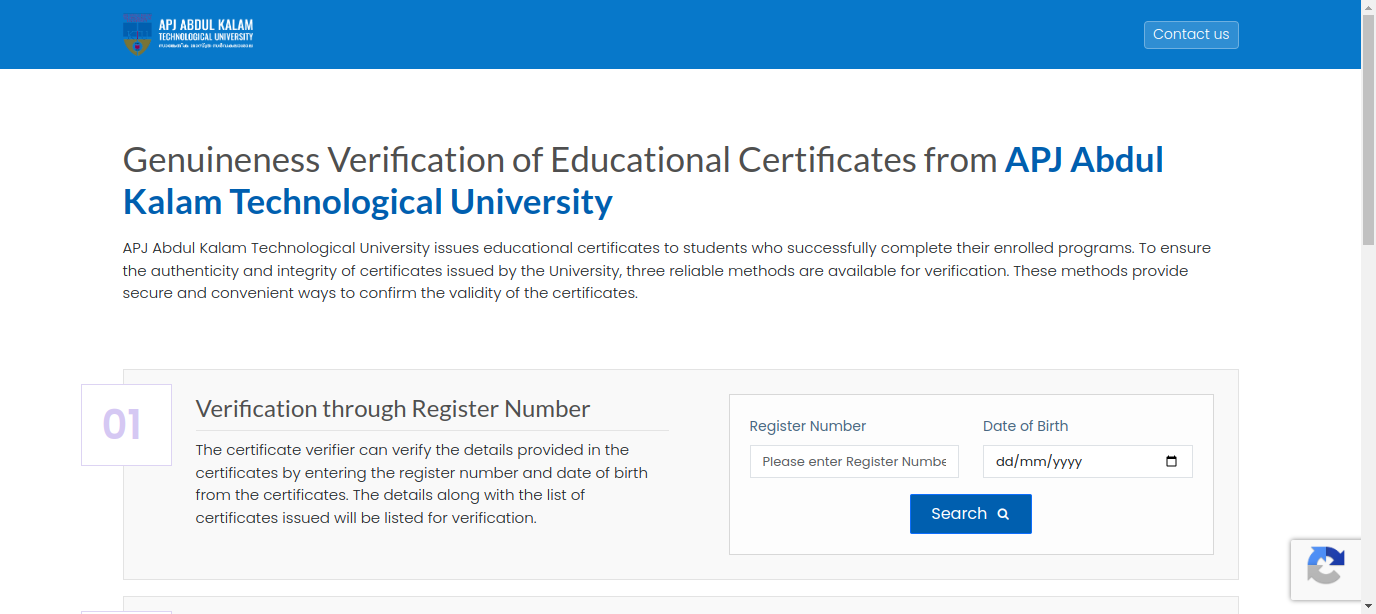 APJ ABDUL KALAM
TECHNOLOGICAL UNIVERSITY
Contact us
Genuineness Verification of Educational Certificates from APJ Abdul
Kalam Technological University
APJ Abdul Kalam Technological University issues educational certificates to students who successfully complete their enrolled programs. To ensure
the authenticity and integrity of certificates issued by the University, three reliable methods are available for verification. These methods provide
secure and convenient ways to confirm the validity of the certificates.
01
Verification through Register Number
The certificate verifier can verify the details provided in the
certificates by entering the register number and date of birth
from the certificates. The details along with the list of
certificates issued will be listed for verification.
Register Number
Date of Birth
Please enter Register Numbe
dd/mm/yyyy
Search